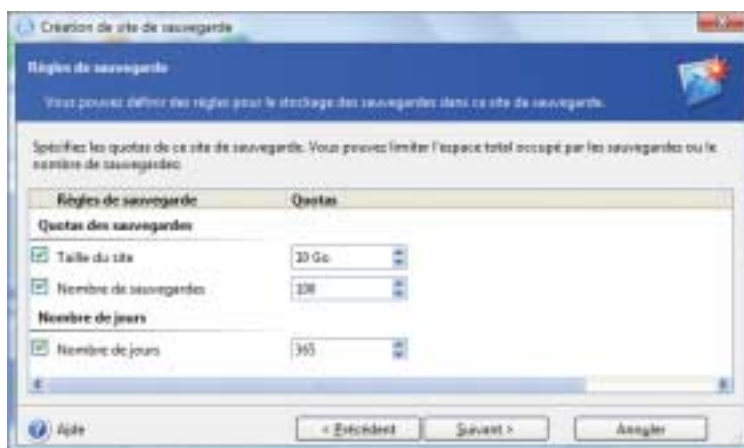 Création de site de sauvegarde
Règles de sauvegarde
Vous pouvez définir des règles pour le stockage des sauvegardes dans ce site de sauvegarde.
Spécifiez les quotas de ce site de sauvegarde. Vous pouvez limiter l'espace total occupé par les sauvegardes ou le
nombre de sauvegardes:
Règles de sauvegarde Quotas
Quotas des sauvegardes
Taille du site 10 Go
Nombre de sauvegardes 100
Nombre de jours
Nombre de jours 365
Aide < Précédent Suivant > Annuler